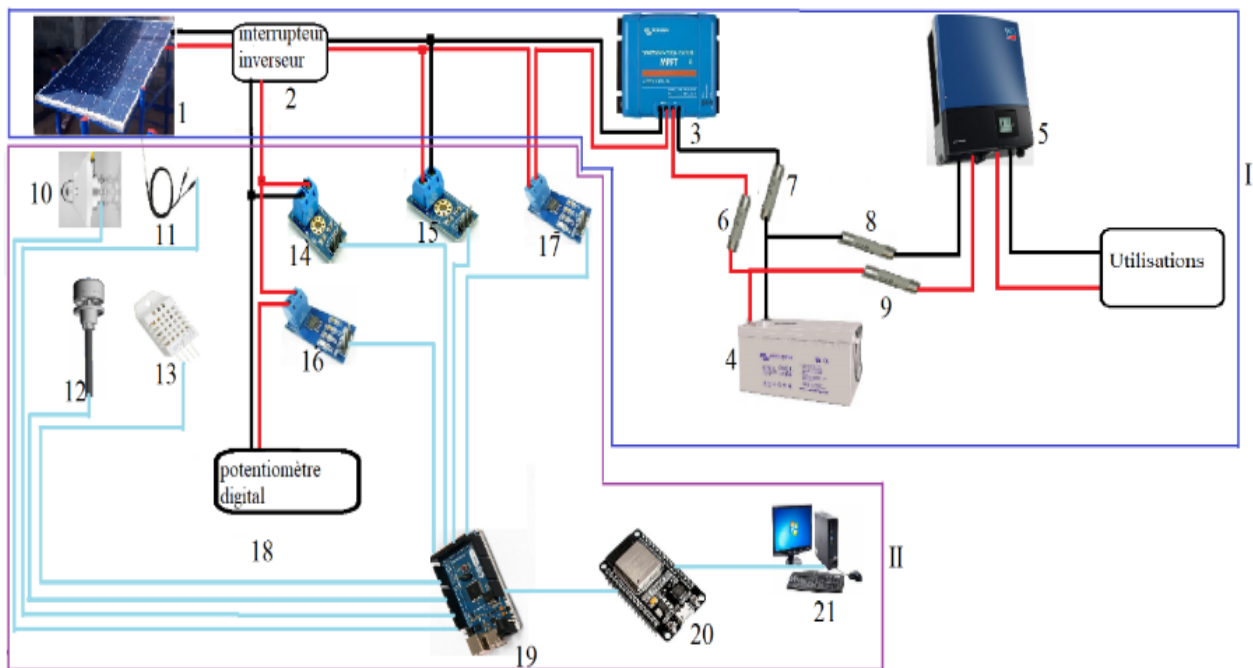 interrupteur
inverseur
1
2
3
MPPT
5
I
10
11
14
15
17
7
6
8
9
Utilisations
12
13
16
4
potentiomètre
digital
18
19
20
21
II